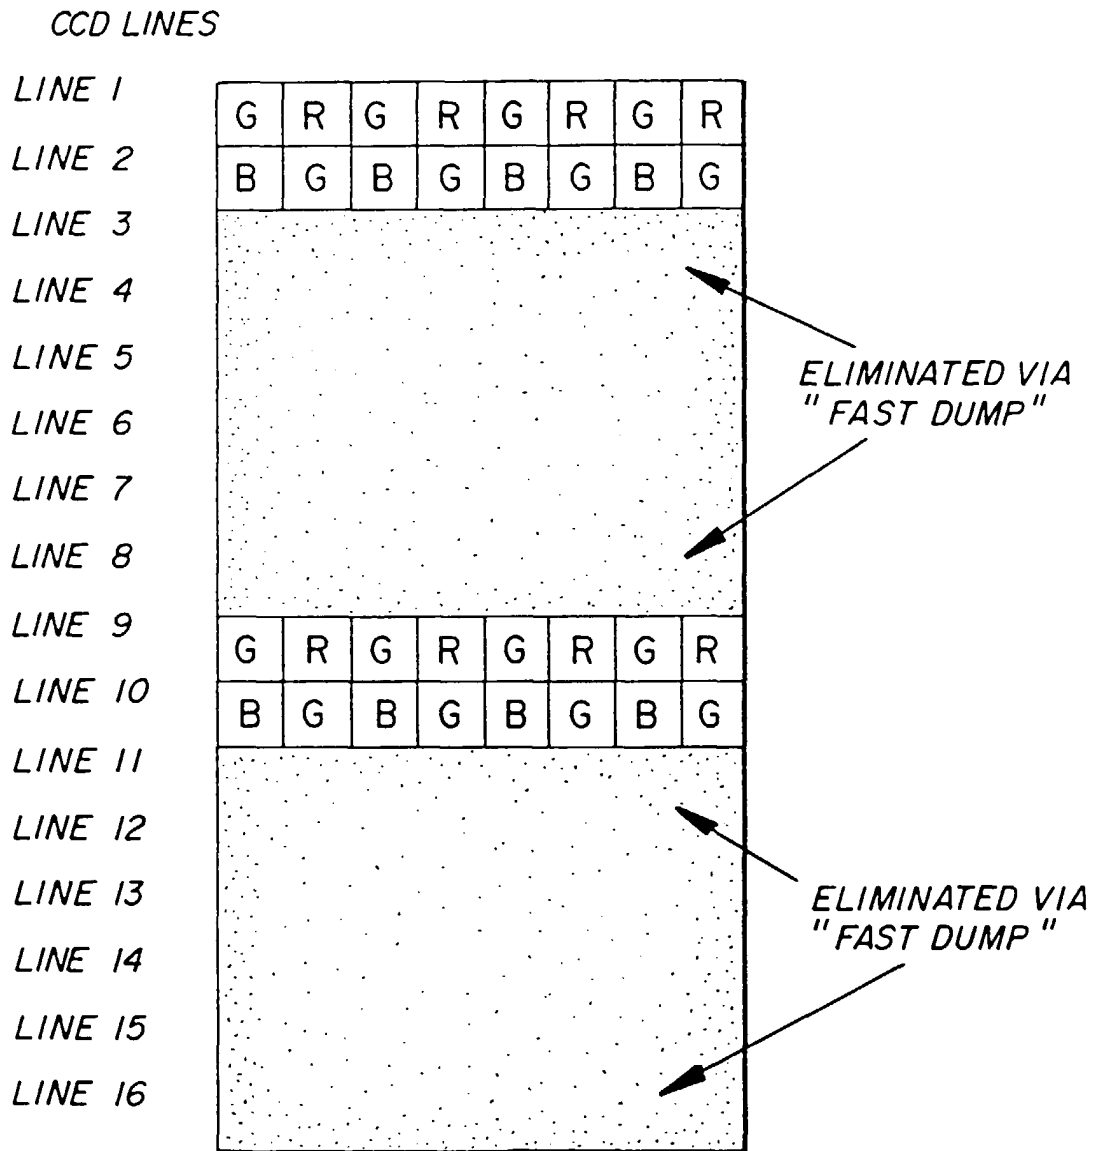 CCD LINES
LINE 1
G R G R G R G R
LINE 2
B G B G B G B G
LINE 3
LINE 4
LINE 5
ELIMINATED VIA
"FAST DUMP"
LINE 6
LINE 7
LINE 8
LINE 9
G R G R G R G R
LINE 10
B G B G B G B G
LINE 11
LINE 12
LINE 13
ELIMINATED VIA
"FAST DUMP"
LINE 14
LINE 15
LINE 16